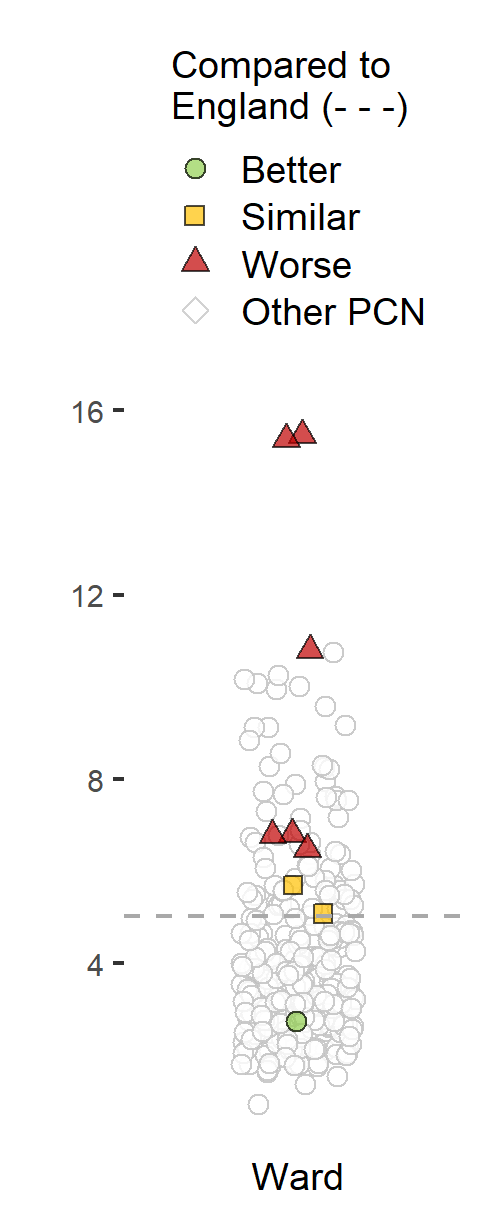 Compared to
England (- - -)
Better
Similar
Worse
Other PCN
16
12
8
4
Ward